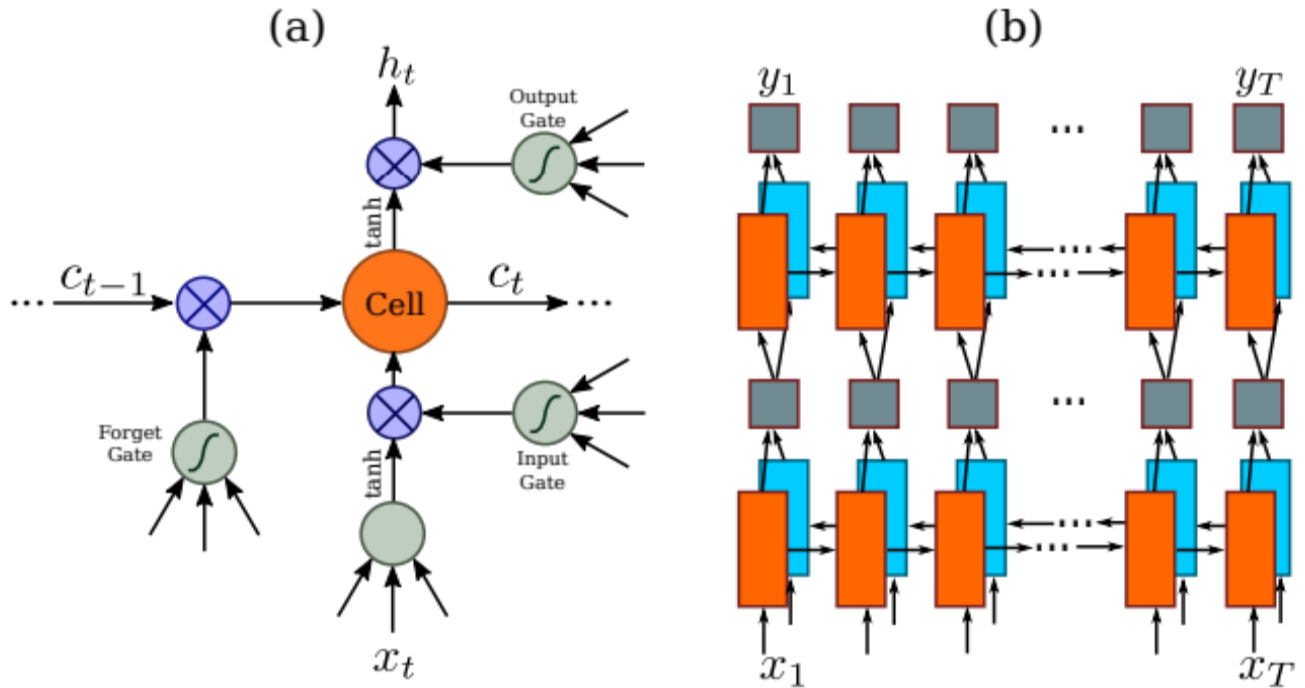 (a)
h_t
Output
Gate
tanh
... c_{t−1}
Cell
c_t ...
Forget
Gate
tanh
Input
Gate
x_t
(b)
y_1
y_T
...
...
...
...
...
...
x_1
x_T